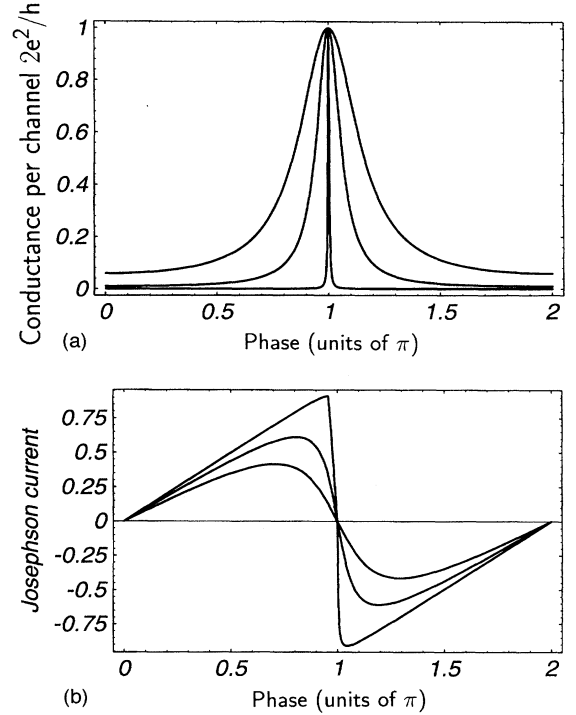 Conductance per channel 2e²/h
1
0.8
0.6
0.4
0.2
0
0 0.5 1 1.5 2
(a) Phase (units of π)
Josephson current
0.75
0.5
0.25
0
-0.25
-0.5
-0.75
0 0.5 1 1.5 2
(b) Phase (units of π)